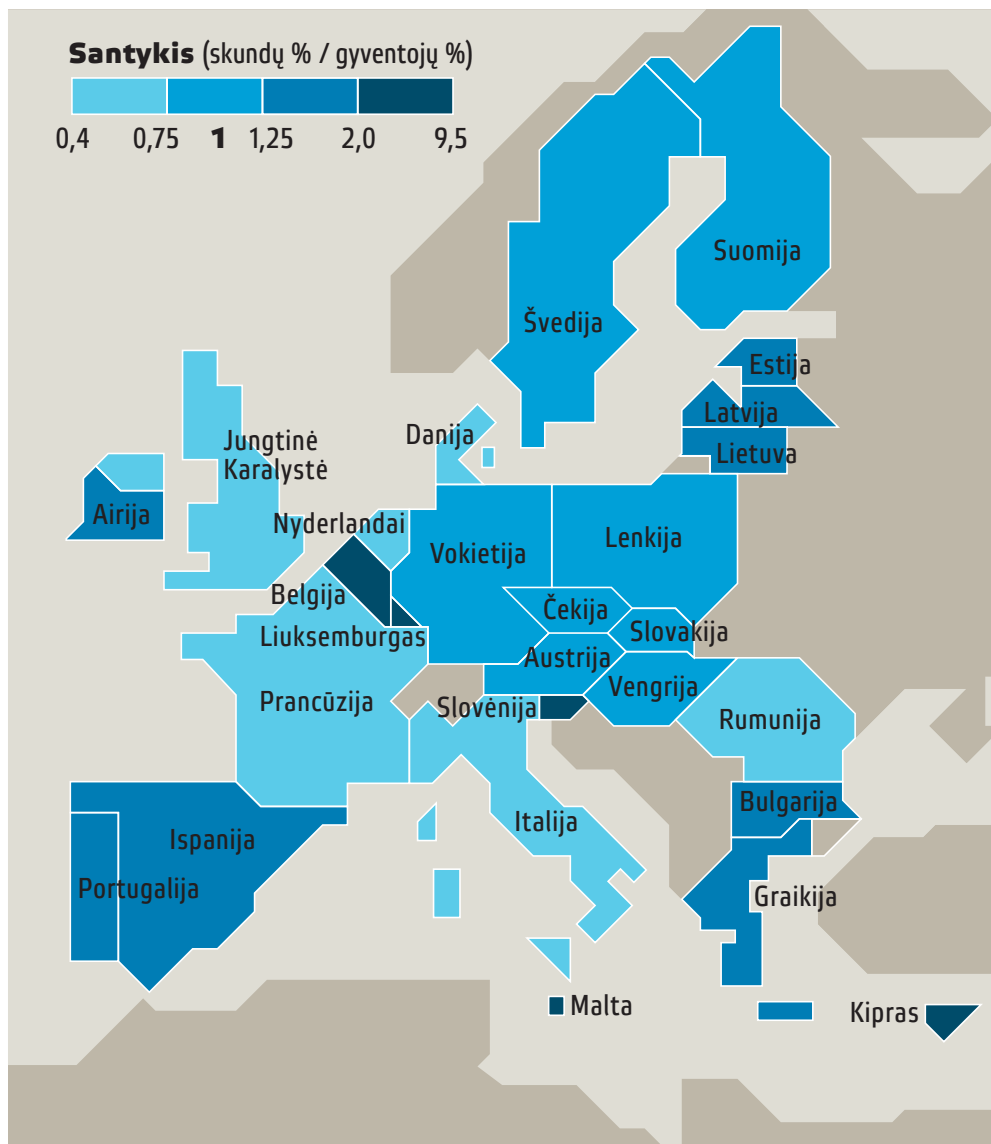 Santykis (skundų % / gyventojų %)
0,4 0,75 1 1,25 2,0 9,5
Suomija
Švedija
Estija
Latvija
Lietuva
Danija
Jungtinė
Karalystė
Airija
Nyderlandai
Vokietija
Lenkija
Belgija
Čekija
Liuksemburgas
Slovakija
Austrija
Vengrija
Prancūzija
Slovėnija
Rumunija
Bulgarija
Italija
Ispanija
Portugalija
Graikija
Malta
Kipras